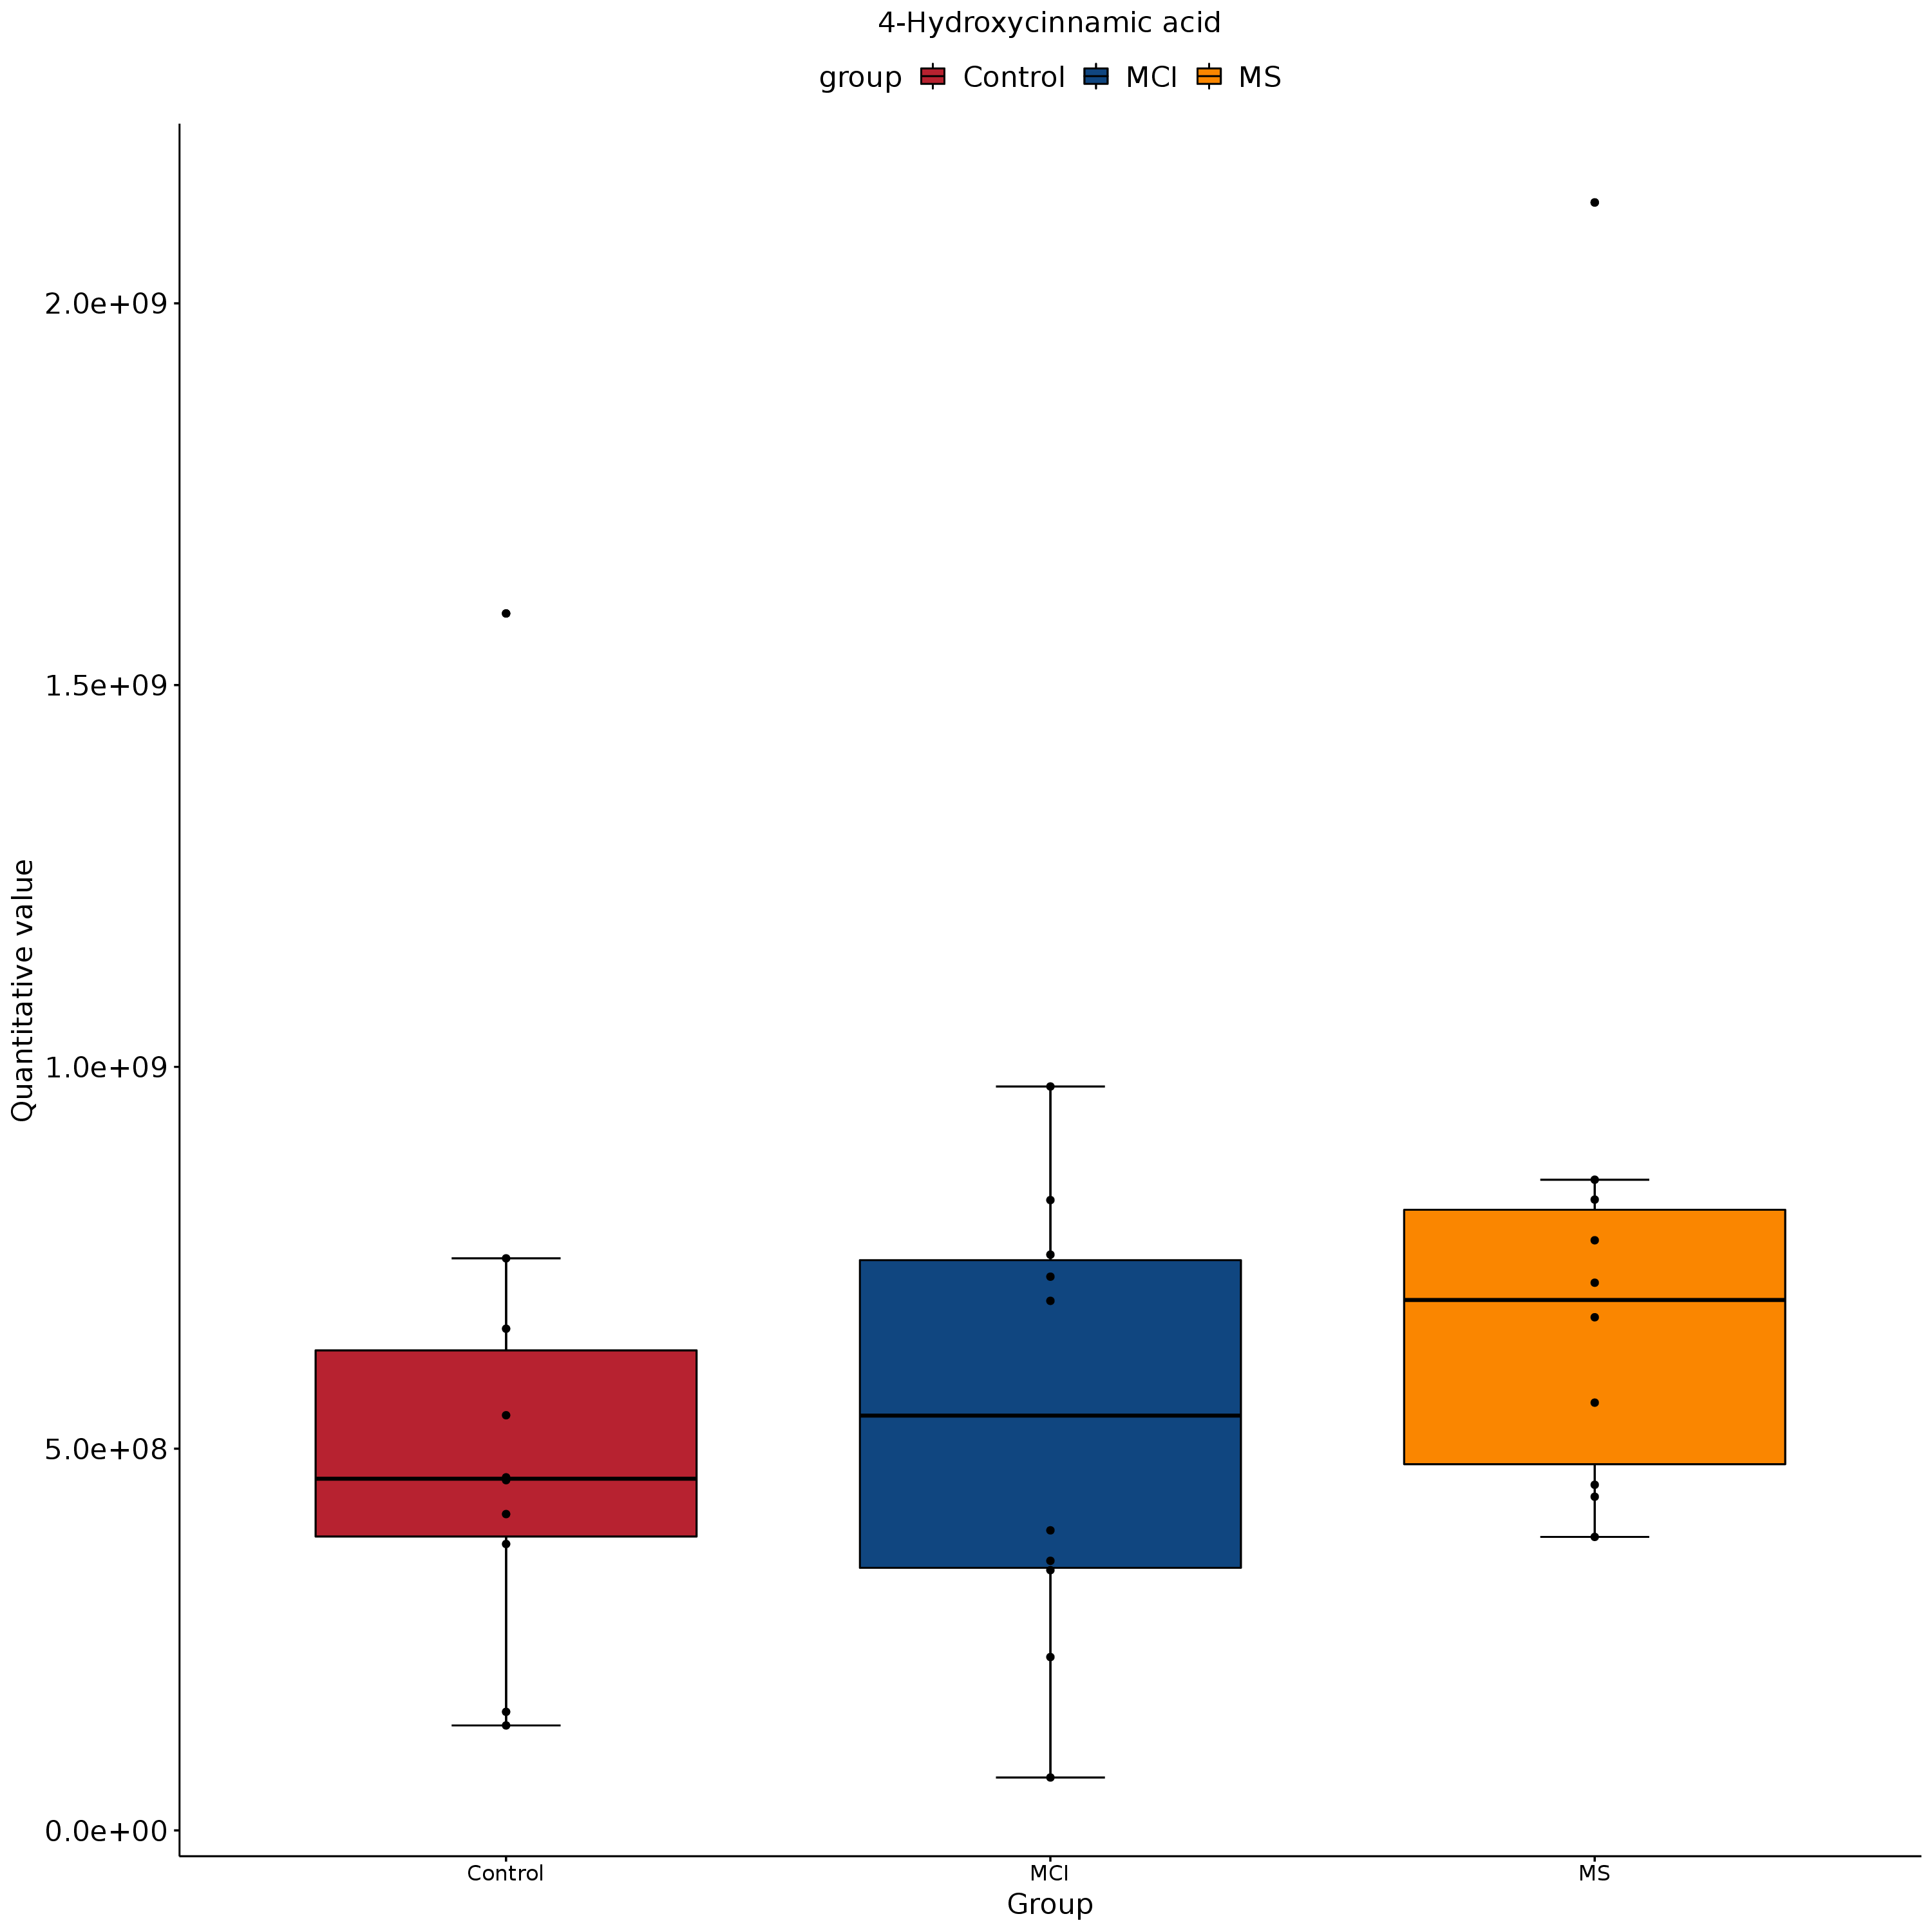 4-Hydroxycinnamic acid
group Control MCI MS
Quantitative value
2.0e+09
1.5e+09
1.0e+09
5.0e+08
0.0e+00
Control MCI MS
Group